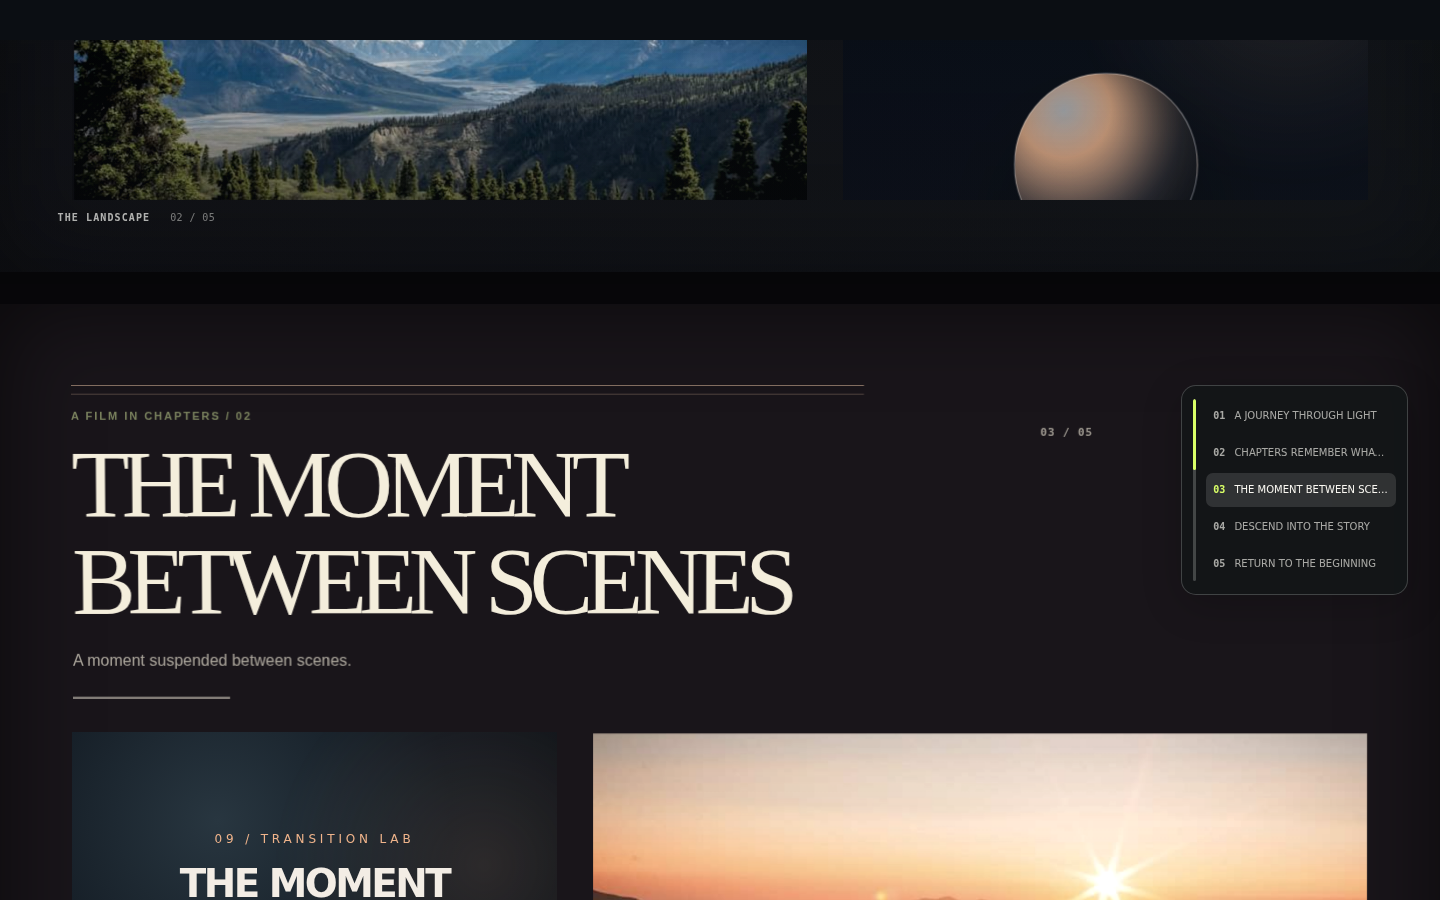 THE LANDSCAPE 02 / 05
A FILM IN CHAPTERS / 02
03 / 05
THE MOMENT
BETWEEN SCENES
A moment suspended between scenes.
01 A JOURNEY THROUGH LIGHT
02 CHAPTERS REMEMBER WHA...
03 THE MOMENT BETWEEN SCE...
04 DESCEND INTO THE STORY
05 RETURN TO THE BEGINNING
09 / TRANSITION LAB
THE MOMENT